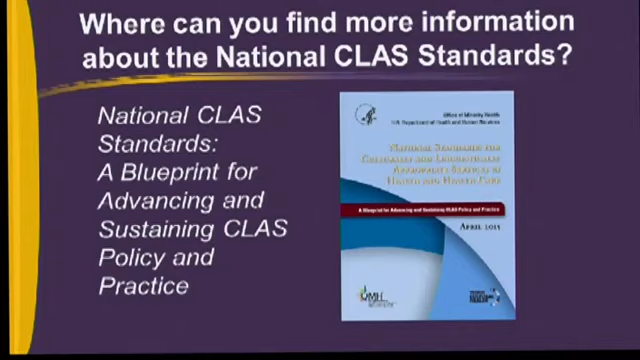 Where can you find more information
about the National CLAS Standards?
National CLAS
Standards:
A Blueprint for
Advancing and
Sustaining CLAS
Policy and
Practice
Office of Minority Health
U.S. Department of Health and Human Services
National Standards for
Culturally and Linguistically
Appropriate Services in
Health and Health Care
A Blueprint for Advancing and Sustaining CLAS Policy and Practice
April 2013
OMH